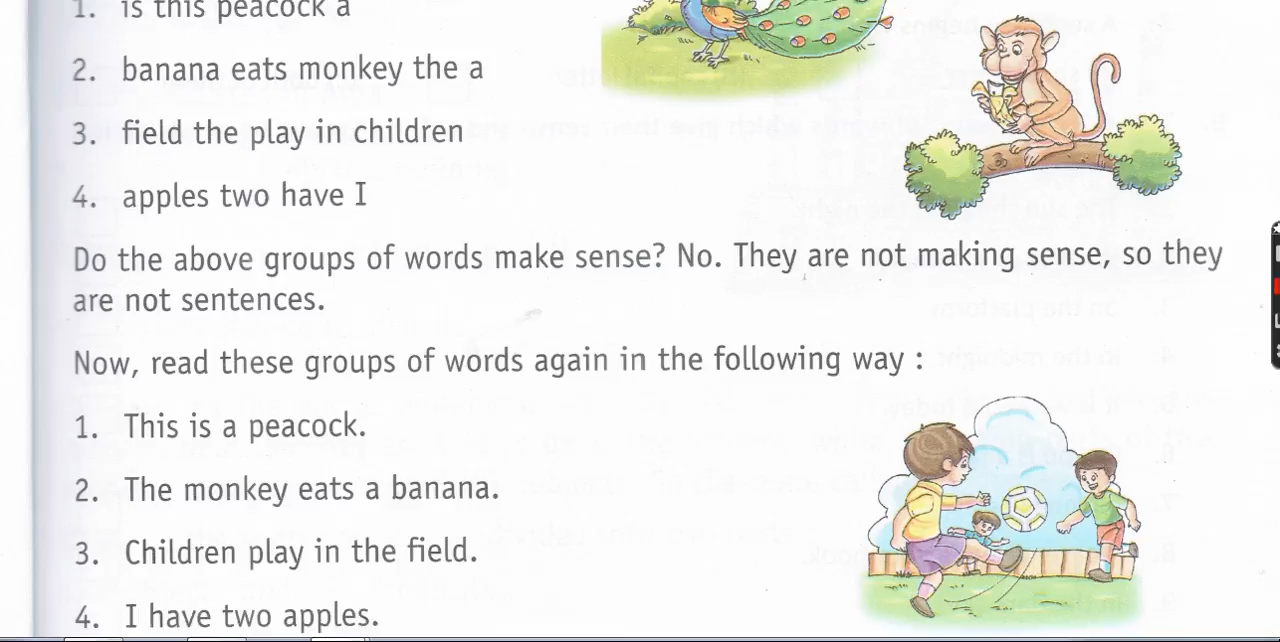 1. is this peacock a
2. banana eats monkey the a
3. field the play in children
4. apples two have I
Do the above groups of words make sense? No. They are not making sense, so they
are not sentences.
Now, read these groups of words again in the following way :
1. This is a peacock.
2. The monkey eats a banana.
3. Children play in the field.
4. I have two apples.